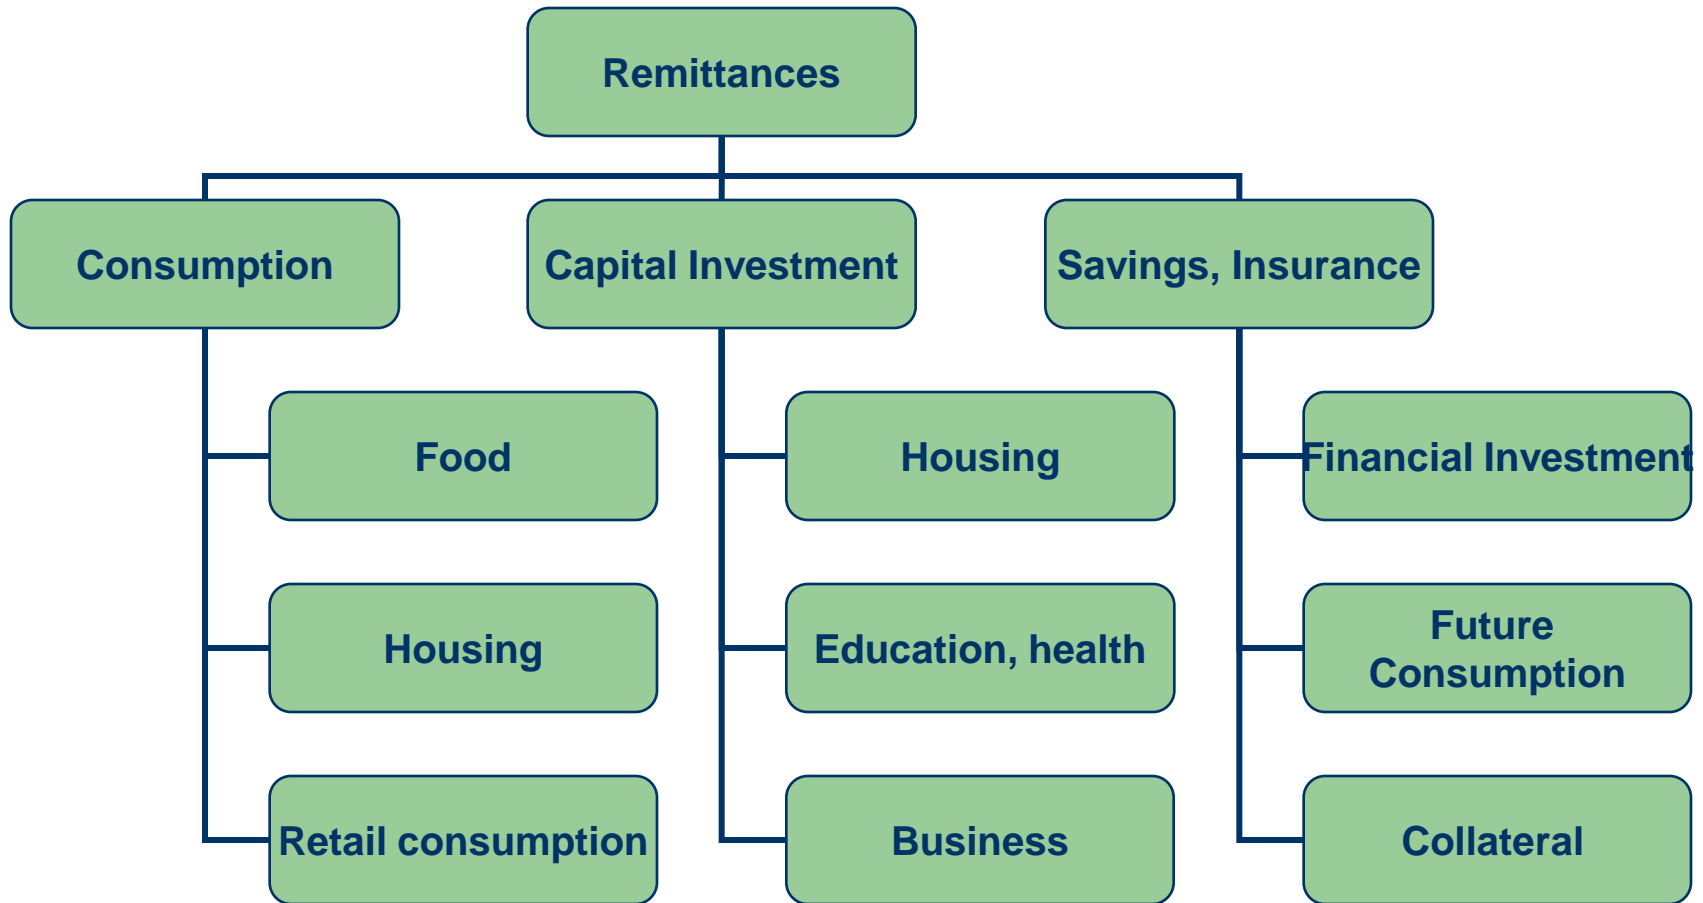 Remittances
Consumption
Capital Investment
Savings, Insurance
Food
Housing
Financial Investment
Housing
Education, health
Future
Consumption
Retail consumption
Business
Collateral